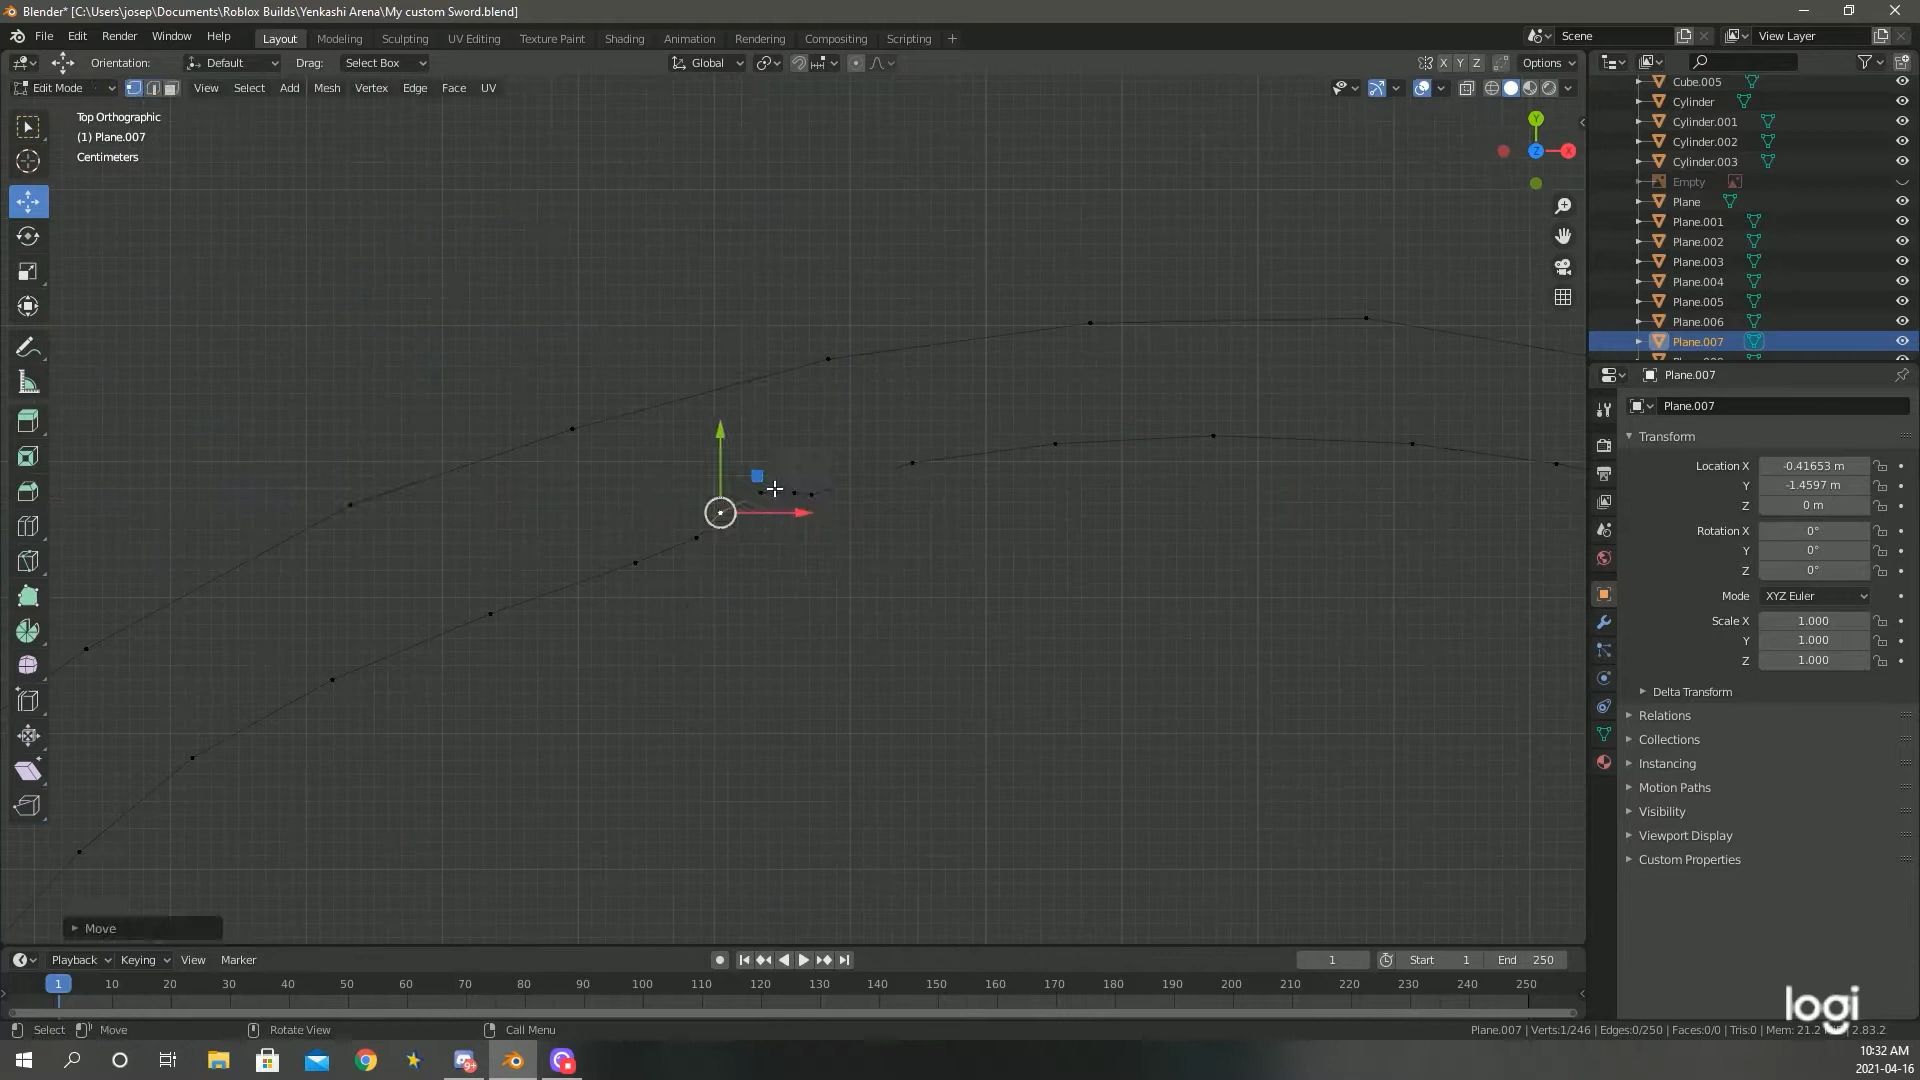 Blender* [C:\Users\josep\Documents\Roblox Builds\Yenkashi Arena\My custom Sword.blend]
File Edit Render Window Help
Layout Modeling Sculpting UV Editing Texture Paint Shading Animation Rendering Compositing Scripting
Scene
View Layer
Orientation: Default Drag: Select Box
Global
X Y Z Options
Edit Mode View Select Add Mesh Vertex Edge Face UV
Top Orthographic
(1) Plane.007
Centimeters
Y
Z
X
Cube.005
Cylinder
Cylinder.001
Cylinder.002
Cylinder.003
Empty
Plane
Plane.001
Plane.002
Plane.003
Plane.004
Plane.005
Plane.006
Plane.007
Plane.007
Plane.007
Transform
Location X -0.41653 m
Y -1.4597 m
Z 0 m
Rotation X 0°
Y 0°
Z 0°
Mode XYZ Euler
Scale X 1.000
Y 1.000
Z 1.000
Delta Transform
Relations
Collections
Instancing
Motion Paths
Visibility
Viewport Display
Custom Properties
Move
Playback Keying View Marker
1 Start 1 End 250
1 10 20 30 40 50 60 70 80 90 100 110 120 130 140 150 160 170 180 190 200 210 220 230 240 250
logi
Select Move Rotate View Call Menu
Plane.007 | Verts:1/246 | Edges:0/250 | Faces:0/0 | Tris:0 | Mem: 21.2 2.83.2
9+
10:32 AM
2021-04-16